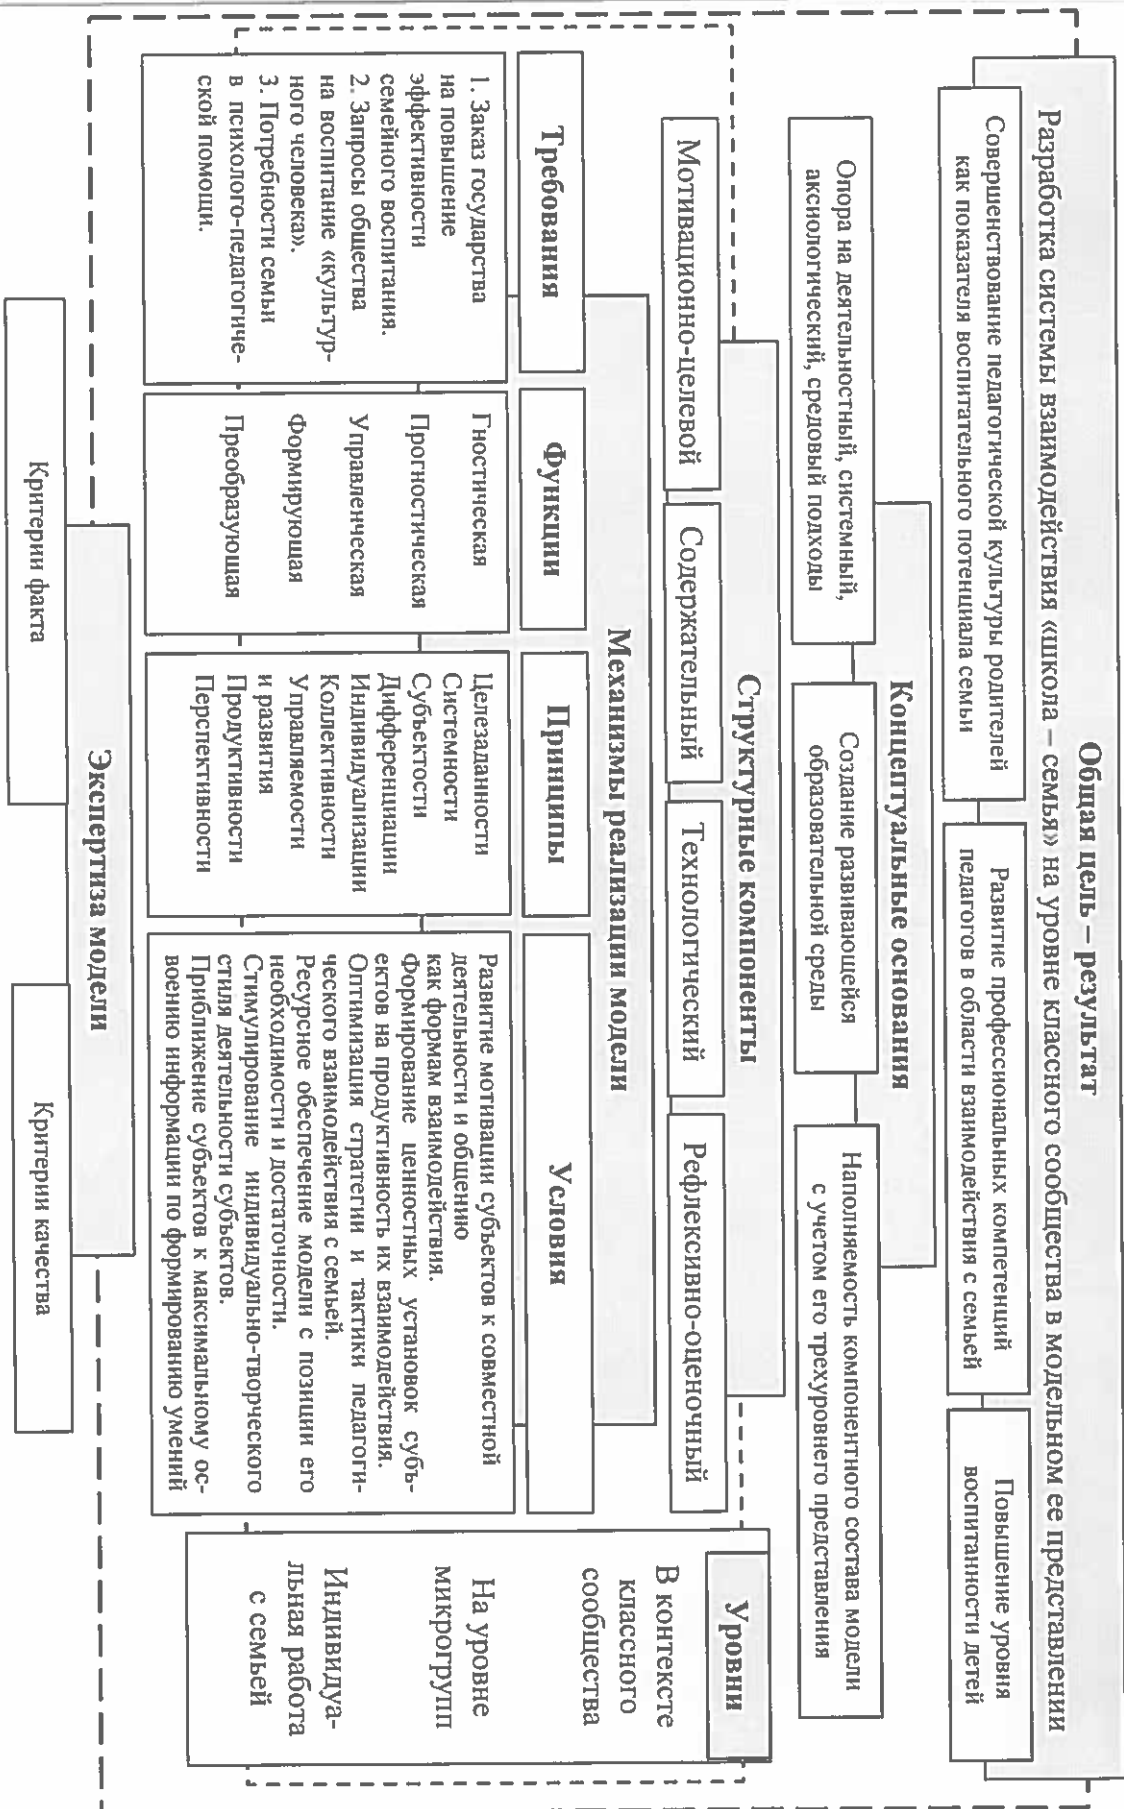 Общая цель – результат
Разработка системы взаимодействия «школа – семья» на уровне классного сообщества в модельном ее представлении
Совершенствование педагогической культуры родителей
как показателя воспитательного потенциала семьи
Развитие профессиональных компетенций
педагогов в области взаимодействия с семьей
Повышение уровня
воспитанности детей
Концептуальные основания
Опора на деятельностный, системный,
аксиологический, средовый подходы
Создание развивающейся
образовательной среды
Наполняемость компонентного состава модели
с учетом его трехуровнего представления
Структурные компоненты
Мотивационно-целевой
Содержательный
Технологический
Рефлексивно-оценочный
Механизмы реализации модели
Требования
1. Заказ государства
на повышение
эффективности
семейного воспитания.
2. Запросы общества
на воспитание «культур-
ного человека».
3. Потребности семьи
в психолого-педагогиче-
ской помощи.
Функции
Гностическая
Прогностическая
Управленческая
Формирующая
Преобразующая
Принципы
Целезаданности
Системности
Субъектости
Дифференциации
Индивидуализации
Коллективности
Управляемости
и развития
Продуктивности
Перспективности
Условия
Развитие мотивации субъектов к совместной
деятельности и общению
как формам взаимодействия.
Формирование ценностных установок субъ-
ектов на продуктивность их взаимодействия.
Оптимизация стратегии и тактики педагоги-
ческого взаимодействия с семьей.
Ресурсное обеспечение модели с позиции его
необходимости и достаточности.
Стимулирование индивидуально-творческого
стиля деятельности субъектов.
Приближение субъектов к максимальному ос-
воению информации по формированию умений
Уровни
В контексте
классного
сообщества
На уровне
микрогрупп
Индивидуа-
льная работа
с семьей
Экспертиза модели
Критерии факта
Критерии качества